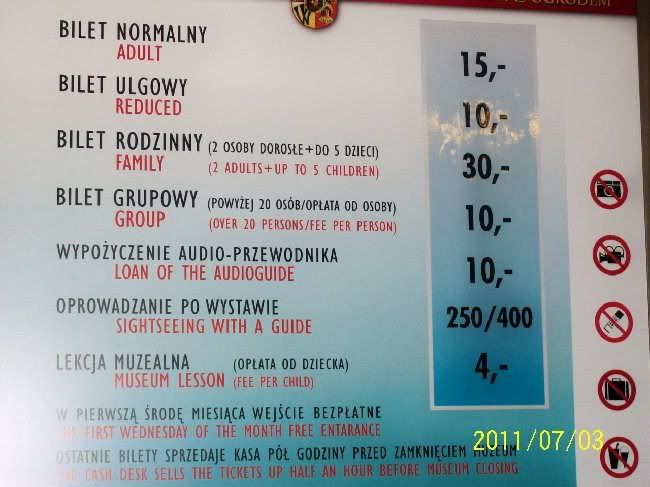 OGRODEM
BILET NORMALNY
ADULT
15,-
BILET ULGOWY
REDUCED
10,-
BILET RODZINNY (2 OSOBY DOROSŁE+DO 5 DZIECI)
FAMILY (2 ADULTS+UP TO 5 CHILDREN)
30,-
BILET GRUPOWY (POWYŻEJ 20 OSÓB/OPŁATA OD OSOBY)
GROUP (OVER 20 PERSONS/FEE PER PERSON)
10,-
WYPOŻYCZENIE AUDIO-PRZEWODNIKA
LOAN OF THE AUDIOGUIDE
10,-
OPROWADZANIE PO WYSTAWIE
SIGHTSEEING WITH A GUIDE
250/400
LEKCJA MUZEALNA (OPŁATA OD DZIECKA)
MUSEUM LESSON (FEE PER CHILD)
4,-
W PIERWSZĄ ŚRODĘ MIESIĄCA WEJŚCIE BEZPŁATNE
THE FIRST WEDNESDAY OF THE MONTH FREE ENTARANCE
OSTATNIE BILETY SPRZEDAJE KASA PÓŁ GODZINY PRZED ZAMKNIĘCIEM MUZEUM
THE CASH DESK SELLS THE TICKETS UP HALF AN HOUR BEFORE MUSEUM CLOSING
2011/07/03